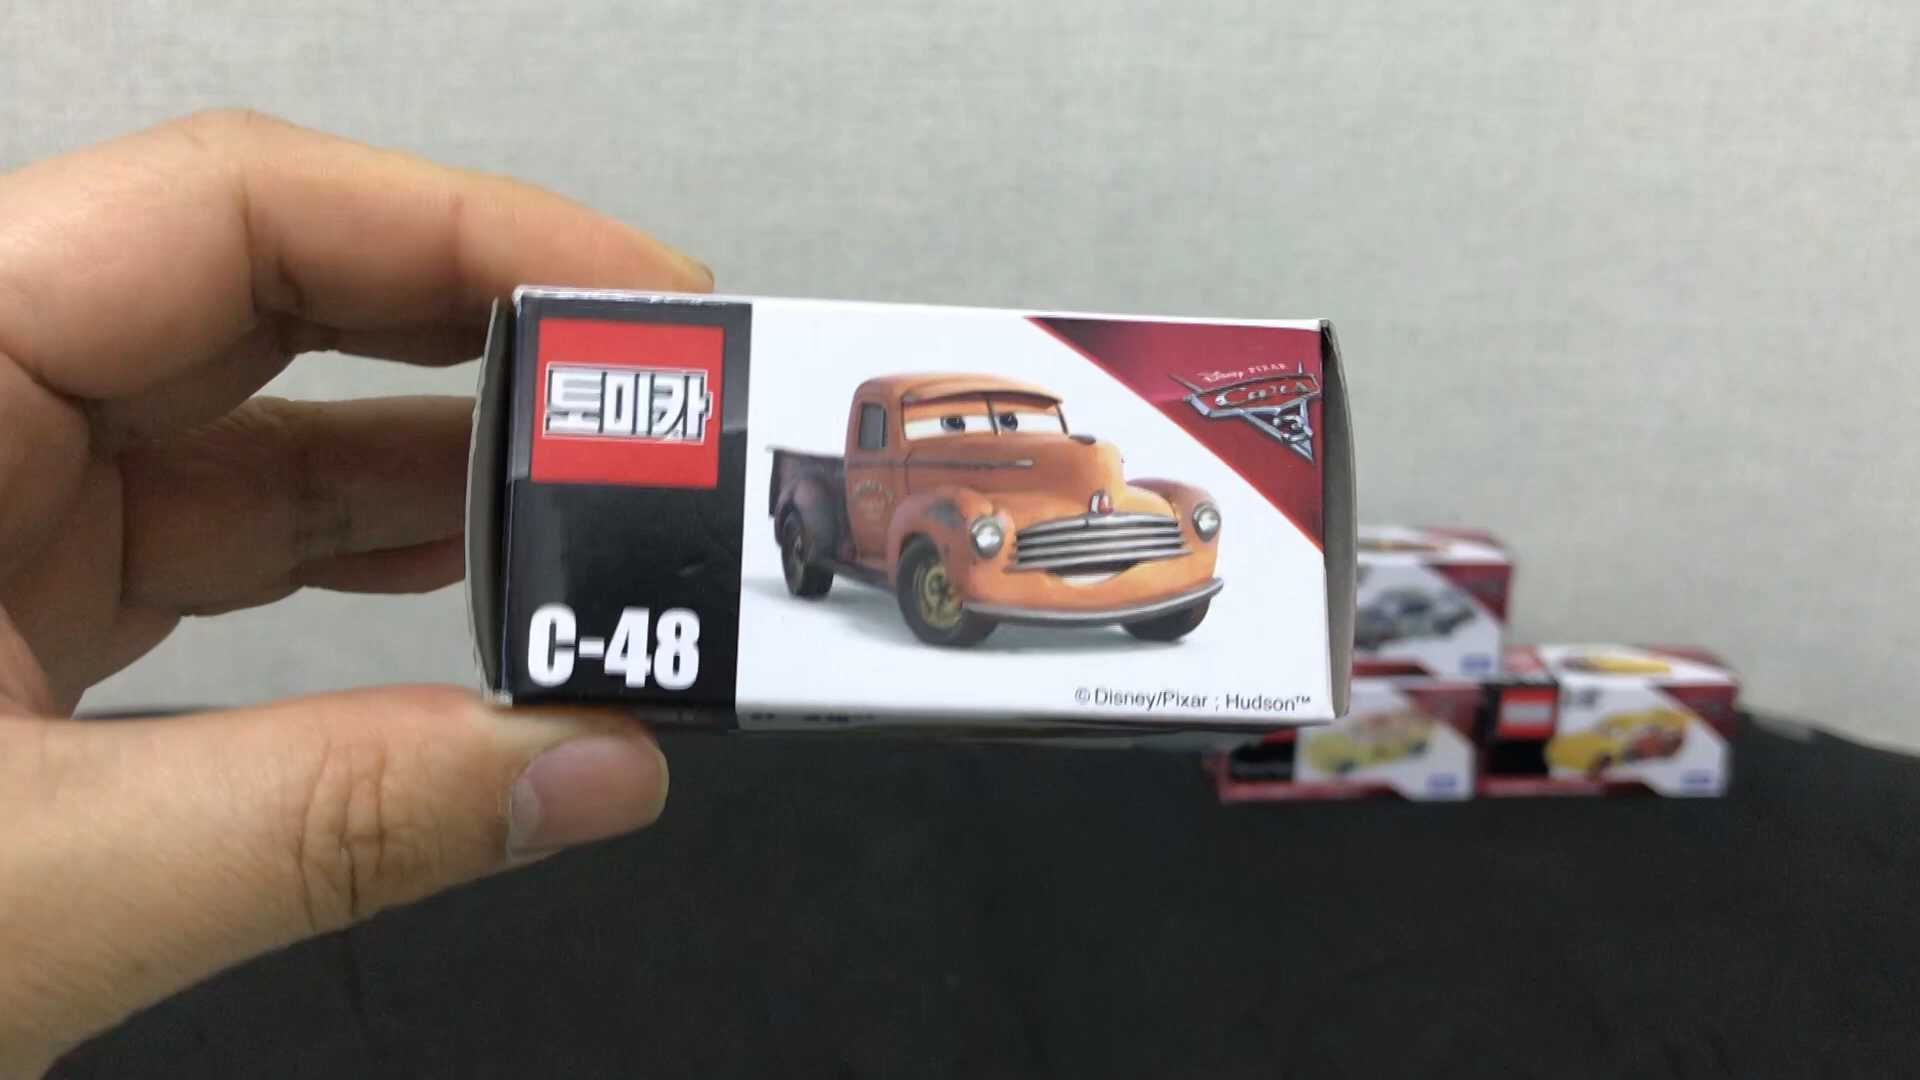 토미카
C-48
Disney PIXAR
Cars
3
©Disney/Pixar ; Hudson™